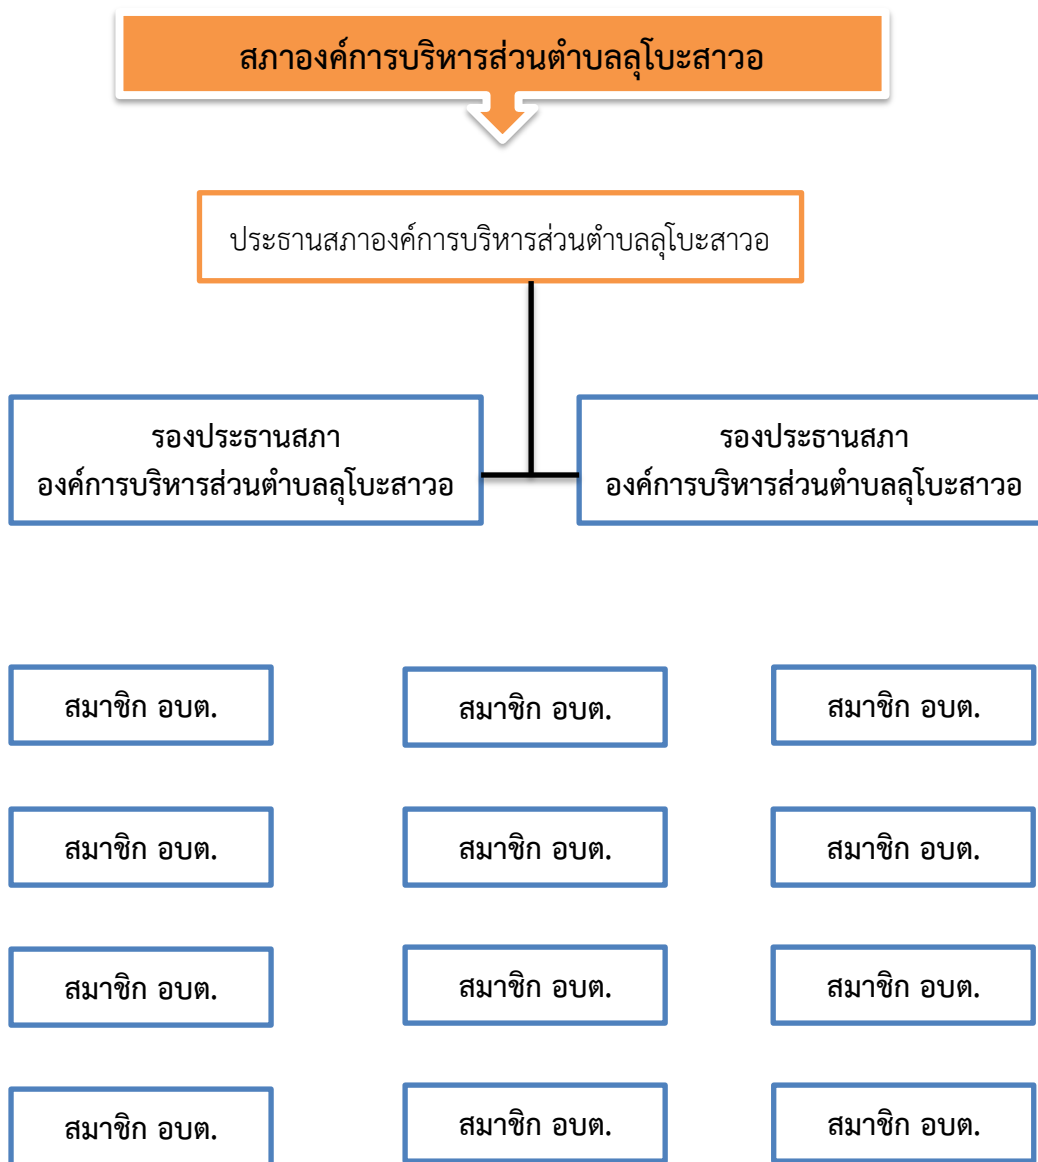 สภาองค์การบริหารส่วนตำบลลุโบะสาวอ
ประธานสภาองค์การบริหารส่วนตำบลลุโบะสาวอ
รองประธานสภา
องค์การบริหารส่วนตำบลลุโบะสาวอ
รองประธานสภา
องค์การบริหารส่วนตำบลลุโบะสาวอ
สมาชิก อบต.
สมาชิก อบต.
สมาชิก อบต.
สมาชิก อบต.
สมาชิก อบต.
สมาชิก อบต.
สมาชิก อบต.
สมาชิก อบต.
สมาชิก อบต.
สมาชิก อบต.
สมาชิก อบต.
สมาชิก อบต.